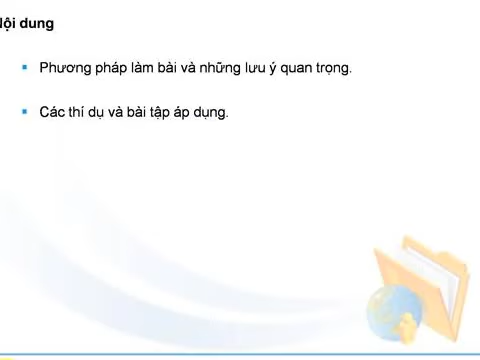 Nội dung
Phương pháp làm bài và những lưu ý quan trọng.
Các thí dụ và bài tập áp dụng.